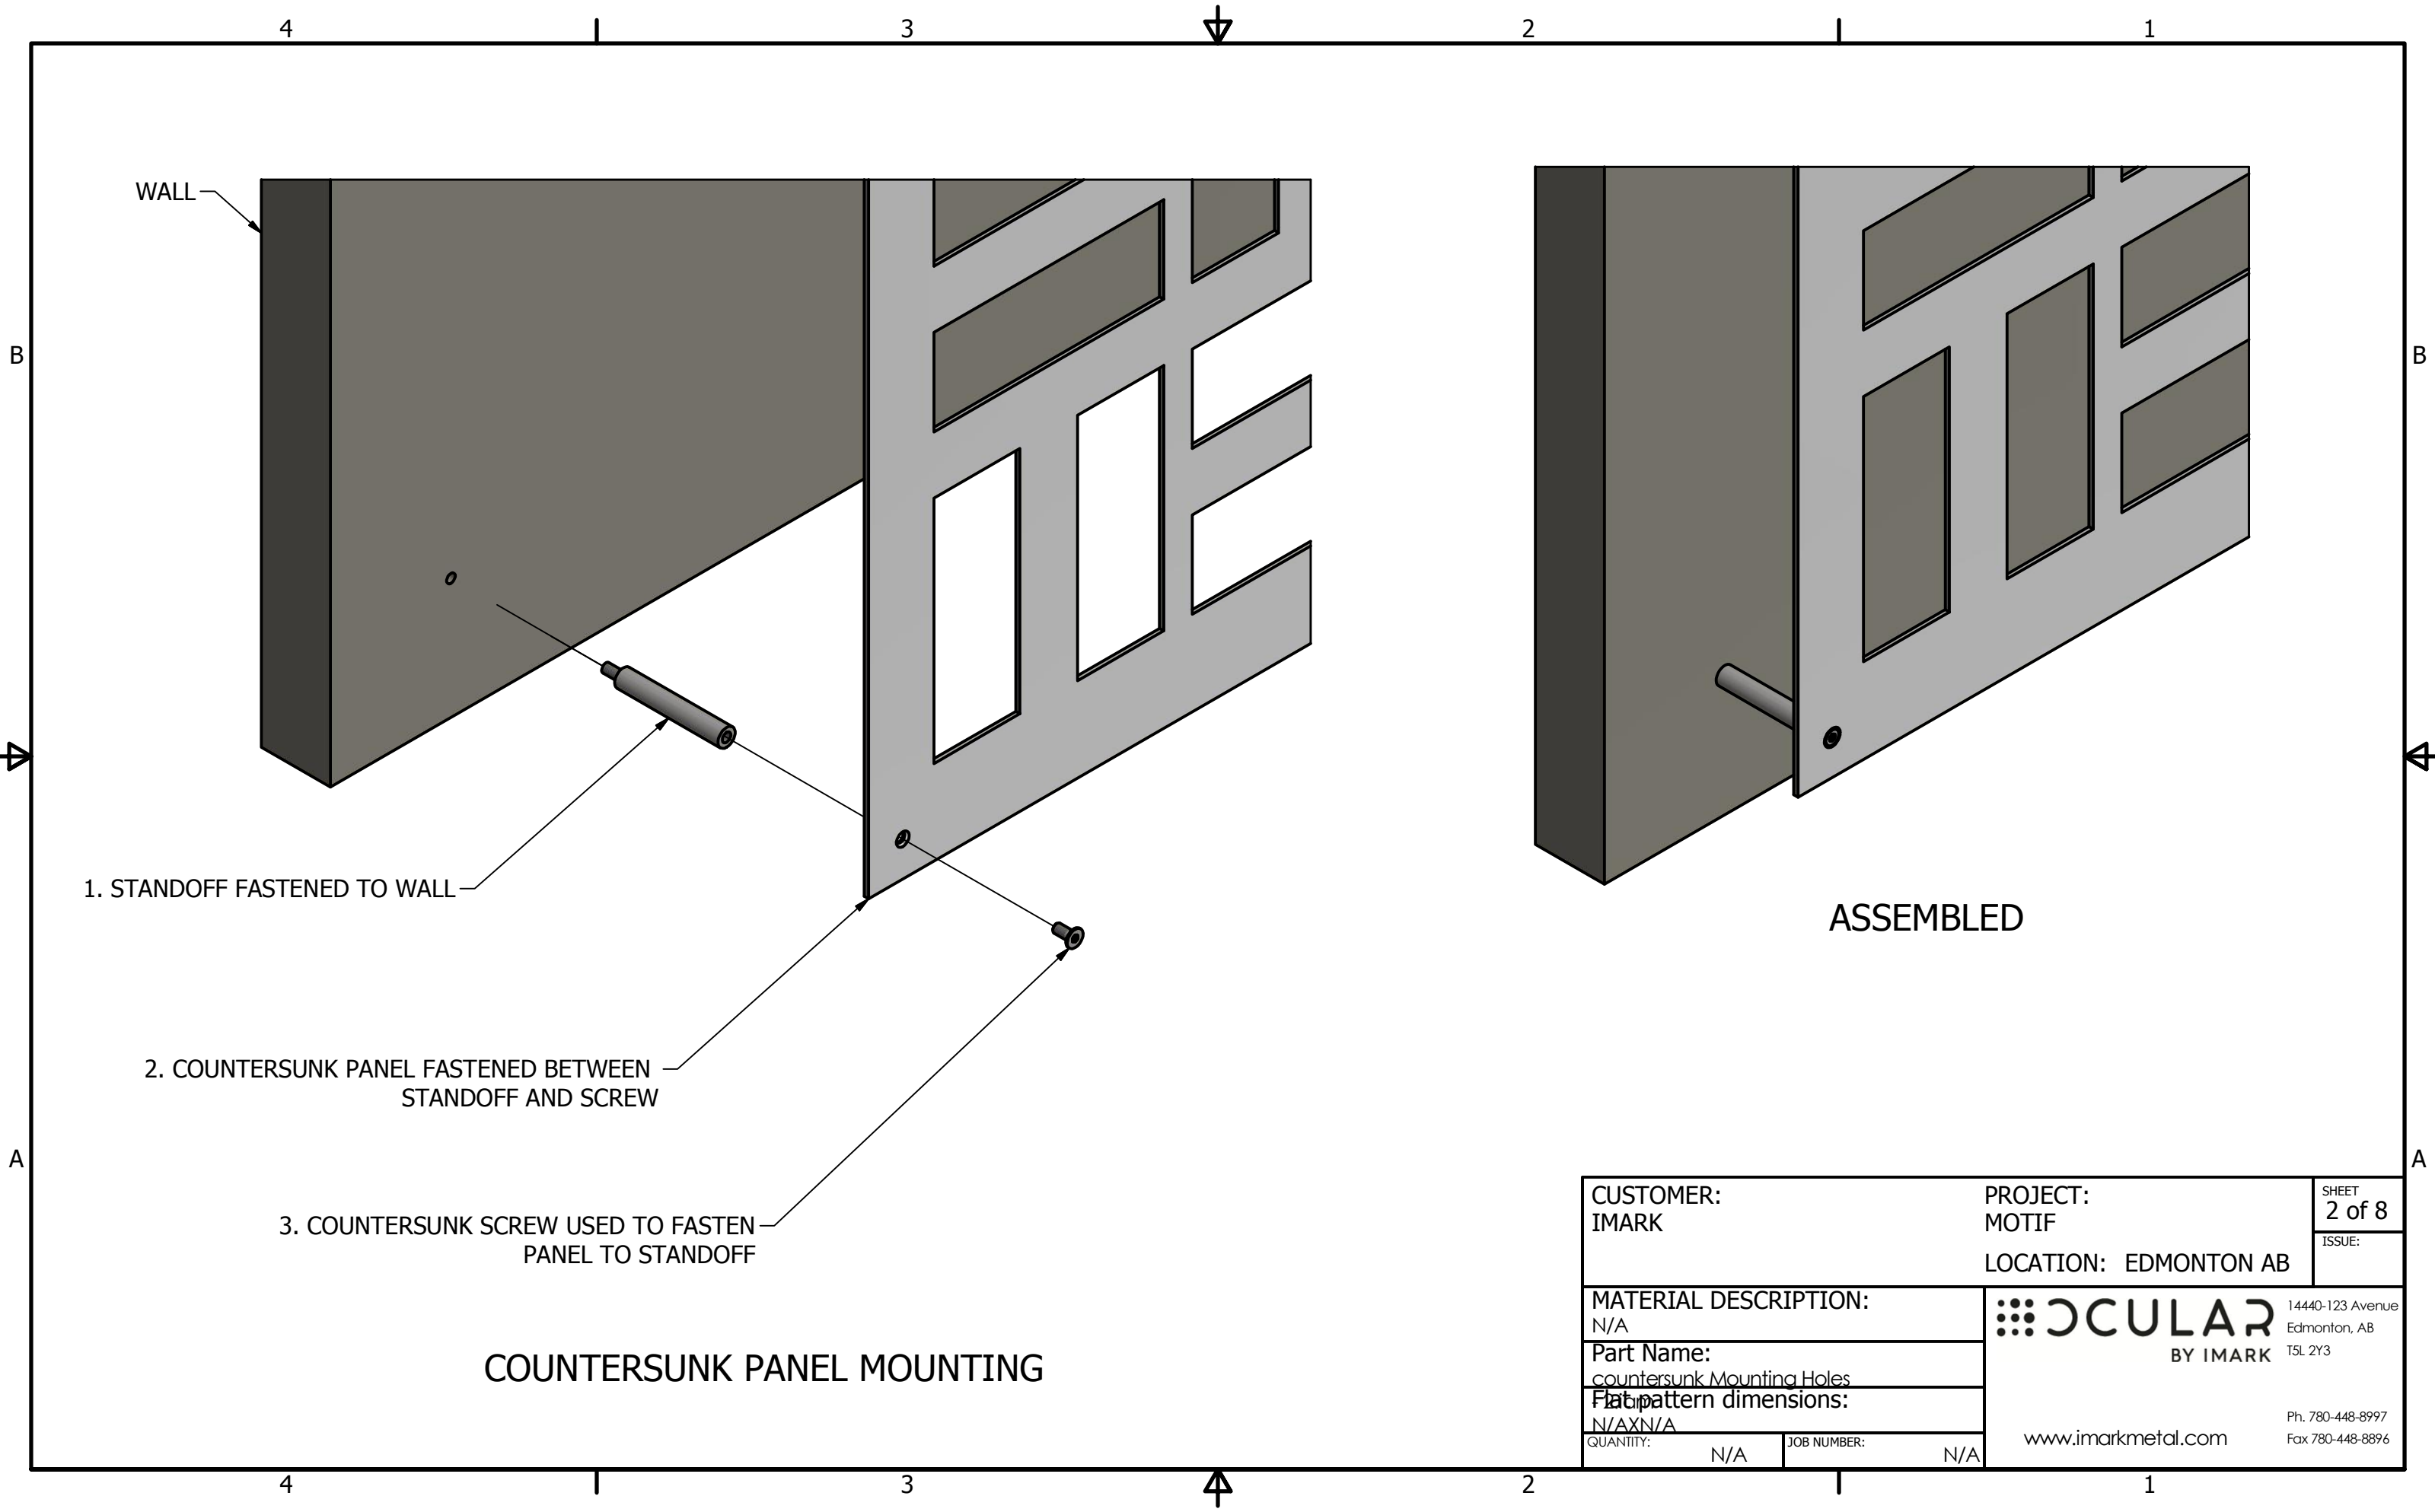 4 3 2 1
WALL
B B
1. STANDOFF FASTENED TO WALL
ASSEMBLED
2. COUNTERSUNK PANEL FASTENED BETWEEN
STANDOFF AND SCREW
A A
3. COUNTERSUNK SCREW USED TO FASTEN
PANEL TO STANDOFF
COUNTERSUNK PANEL MOUNTING
CUSTOMER:
IMARK
PROJECT:
MOTIF
LOCATION: EDMONTON AB
SHEET
2 of 8
ISSUE:
MATERIAL DESCRIPTION:
N/A
Part Name:
countersunk Mounting Holes
Flat pattern dimensions:
N/AXN/A
QUANTITY: N/A
JOB NUMBER: N/A
OCULAR
BY IMARK
14440-123 Avenue
Edmonton, AB
T5L 2Y3
Ph. 780-448-8997
Fax 780-448-8896
www.imarkmetal.com
4 3 2 1